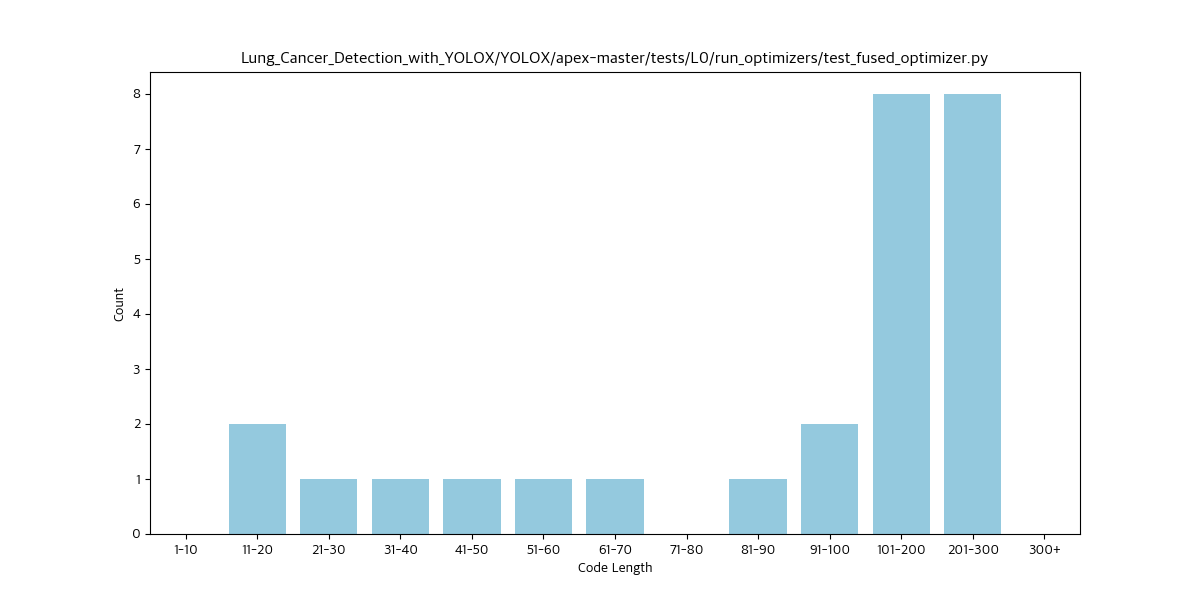 Lung_Cancer_Detection_with_YOLOX/YOLOX/apex-master/tests/L0/run_optimizers/test_fused_optimizer.py
8
7
6
5
4
3
2
1
0
Count
1-10 11-20 21-30 31-40 41-50 51-60 61-70 71-80 81-90 91-100 101-200 201-300 300+
Code Length